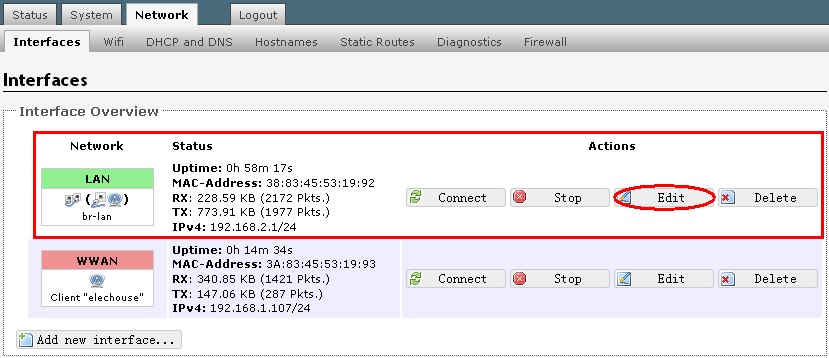 Status System Network Logout
Interfaces Wifi DHCP and DNS Hostnames Static Routes Diagnostics Firewall
Interfaces
Interface Overview
Network Status Actions
LAN
br-lan
Uptime: 0h 58m 17s
MAC-Address: 38:83:45:53:19:92
RX: 228.59 KB (2172 Pkts.)
TX: 773.91 KB (1977 Pkts.)
IPv4: 192.168.2.1/24
Connect Stop Edit Delete
WWAN
Client "elechouse"
Uptime: 0h 14m 34s
MAC-Address: 3A:83:45:53:19:93
RX: 340.85 KB (1421 Pkts.)
TX: 147.06 KB (287 Pkts.)
IPv4: 192.168.1.107/24
Connect Stop Edit Delete
Add new interface...